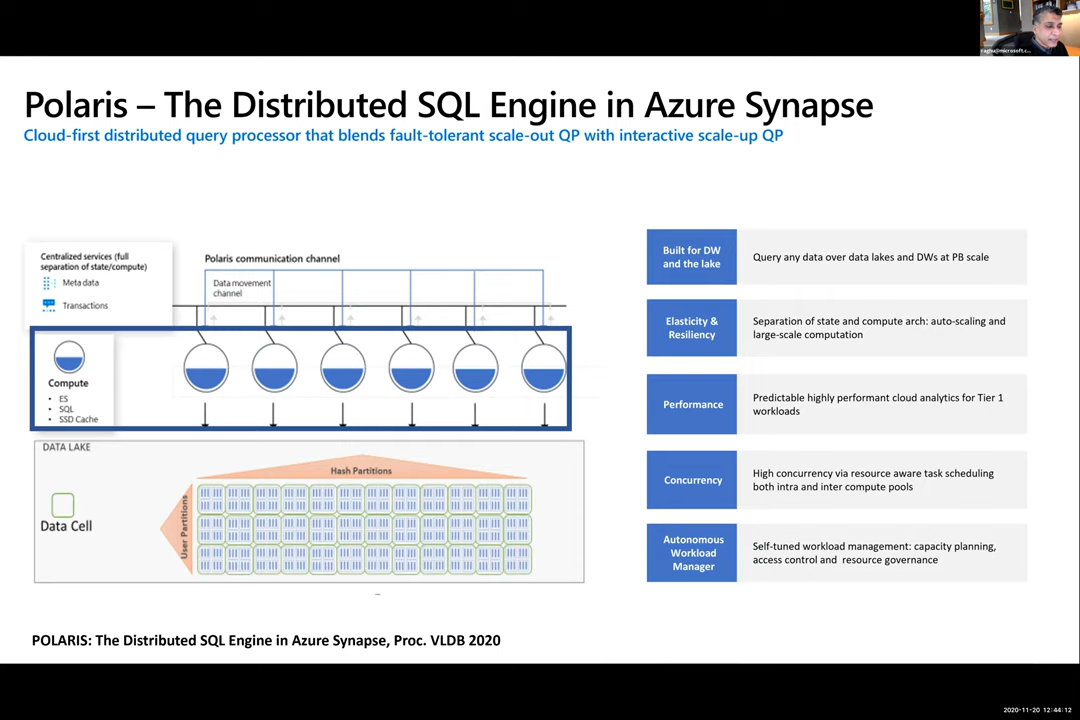 raghu@microsoft.c...
Polaris – The Distributed SQL Engine in Azure Synapse
Cloud-first distributed query processor that blends fault-tolerant scale-out QP with interactive scale-up QP
Centralized services (full
separation of state/compute)
Meta data
Transactions
Polaris communication channel
Data movement
channel
Compute
• ES
• SQL
• SSD Cache
DATA LAKE
Data Cell
Hash Partitions
User Partitions
Built for DW
and the lake
Query any data over data lakes and DWs at PB scale
Elasticity &
Resiliency
Separation of state and compute arch: auto-scaling and
large-scale computation
Performance
Predictable highly performant cloud analytics for Tier 1
workloads
Concurrency
High concurrency via resource aware task scheduling
both intra and inter compute pools
Autonomous
Workload
Manager
Self-tuned workload management: capacity planning,
access control and resource governance
POLARIS: The Distributed SQL Engine in Azure Synapse, Proc. VLDB 2020
2020-11-20 12:44:12